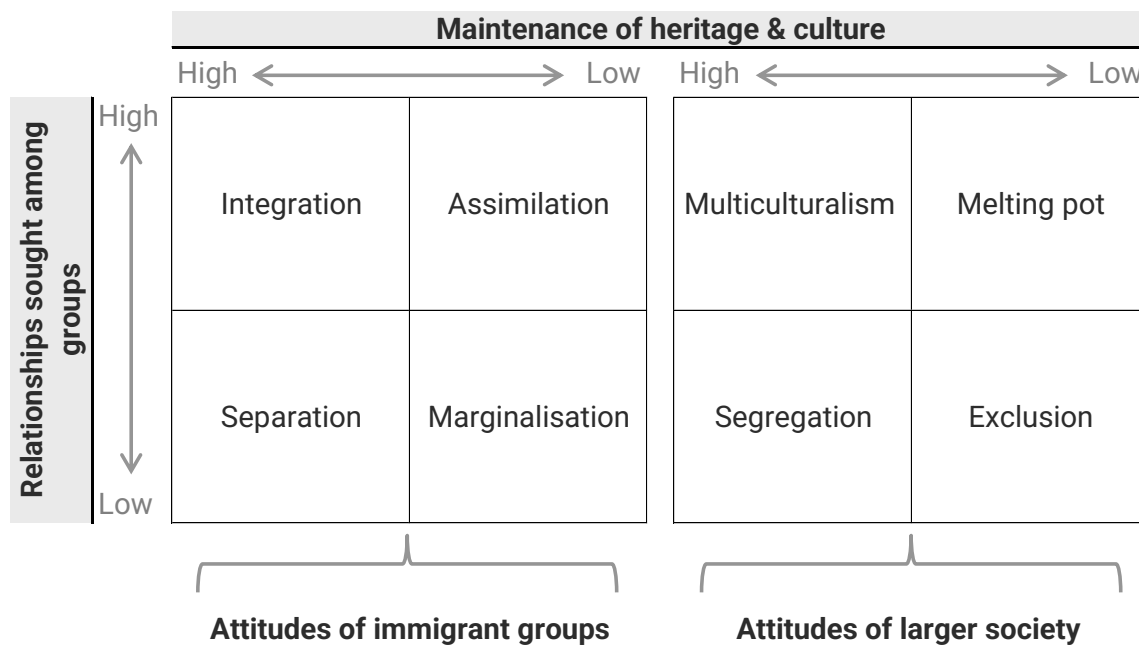 Maintenance of heritage & culture
High Low High Low
Relationships sought among
groups
High
Low
Integration Assimilation Multiculturalism Melting pot
Separation Marginalisation Segregation Exclusion
Attitudes of immigrant groups Attitudes of larger society